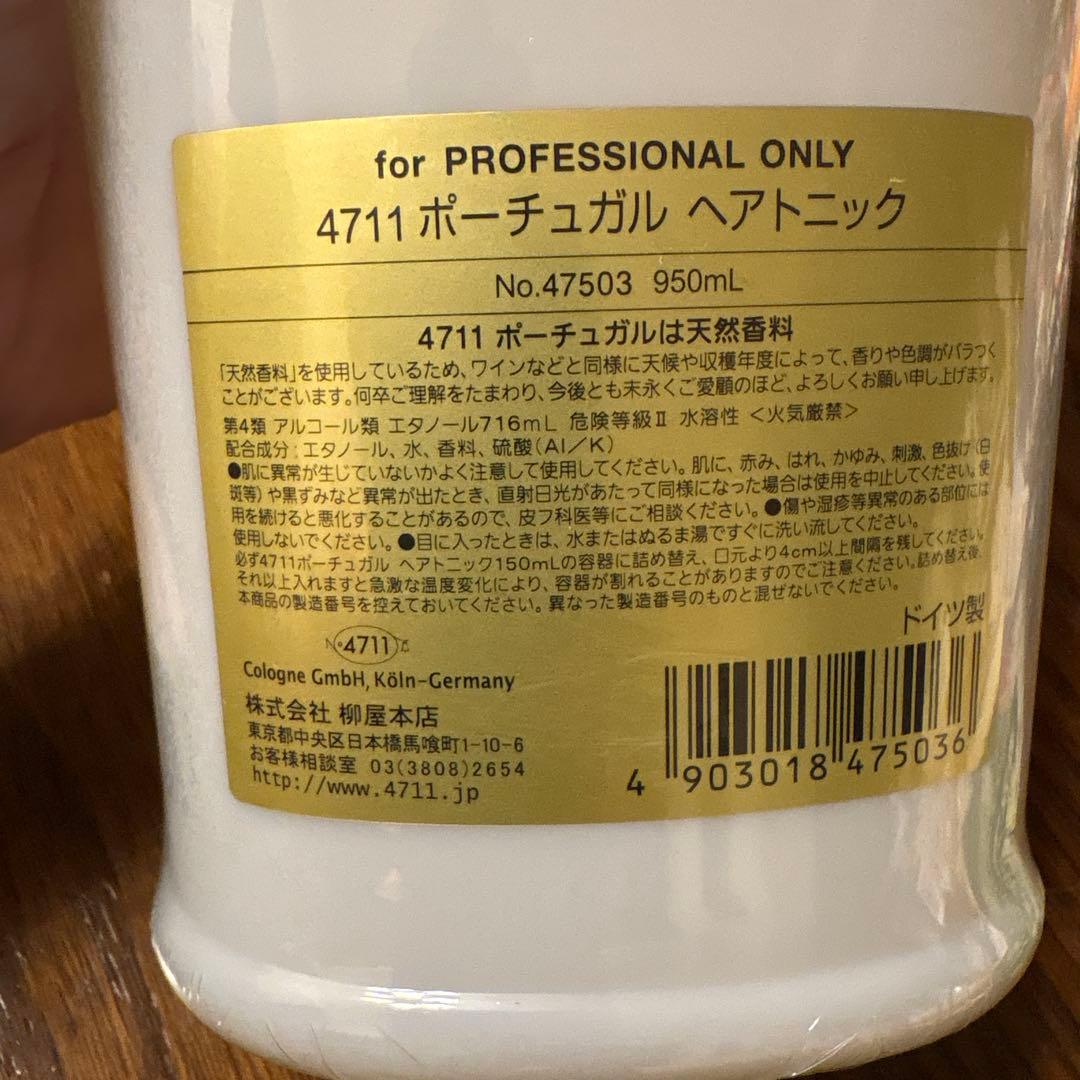 for PROFESSIONAL ONLY
4711 ポーチュガル ヘアトニック
No.47503 950mL
4711 ポーチュガルは天然香料
「天然香料」を使用しているため、ワインなどと同様に天候や収穫年度によって、香りや色調がバラつく
ことがございます。何卒ご理解をたまわり、今後とも末永くご愛顧のほど、よろしくお願い申し上げます。
第4類 アルコール類 エタノール716mL 危険等級Ⅱ 水溶性 <火気厳禁>
配合成分:エタノール、水、香料、硫酸(Al/K)
●肌に異常が生じていないかよく注意して使用してください。肌に、赤み、はれ、かゆみ、刺激、色抜け(白
斑等)や黒ずみなど異常が出たとき、直射日光があたって同様になった場合は使用を中止してください。使
用を続けると悪化することがあるので、皮フ科医等にご相談ください。●傷や湿疹等異常のある部位には
使用しないでください。●目に入ったときは、水またはぬるま湯ですぐに洗い流してください。
必ず4711ポーチュガル ヘアトニック150mLの容器に詰め替え、口元より4cm以上間隔を残してください。
それ以上入れますと急激な温度変化により、容器が割れることがありますのでご注意ください。詰め替え後、
本商品の製造番号を控えておいてください。異なった製造番号のものと混ぜないでください。
ドイツ製
No 4711
Cologne GmbH, Köln-Germany
株式会社 柳屋本店
東京都中央区日本橋馬喰町1-10-6
お客様相談室 03(3808)2654
http://www.4711.jp
4 903018 475036